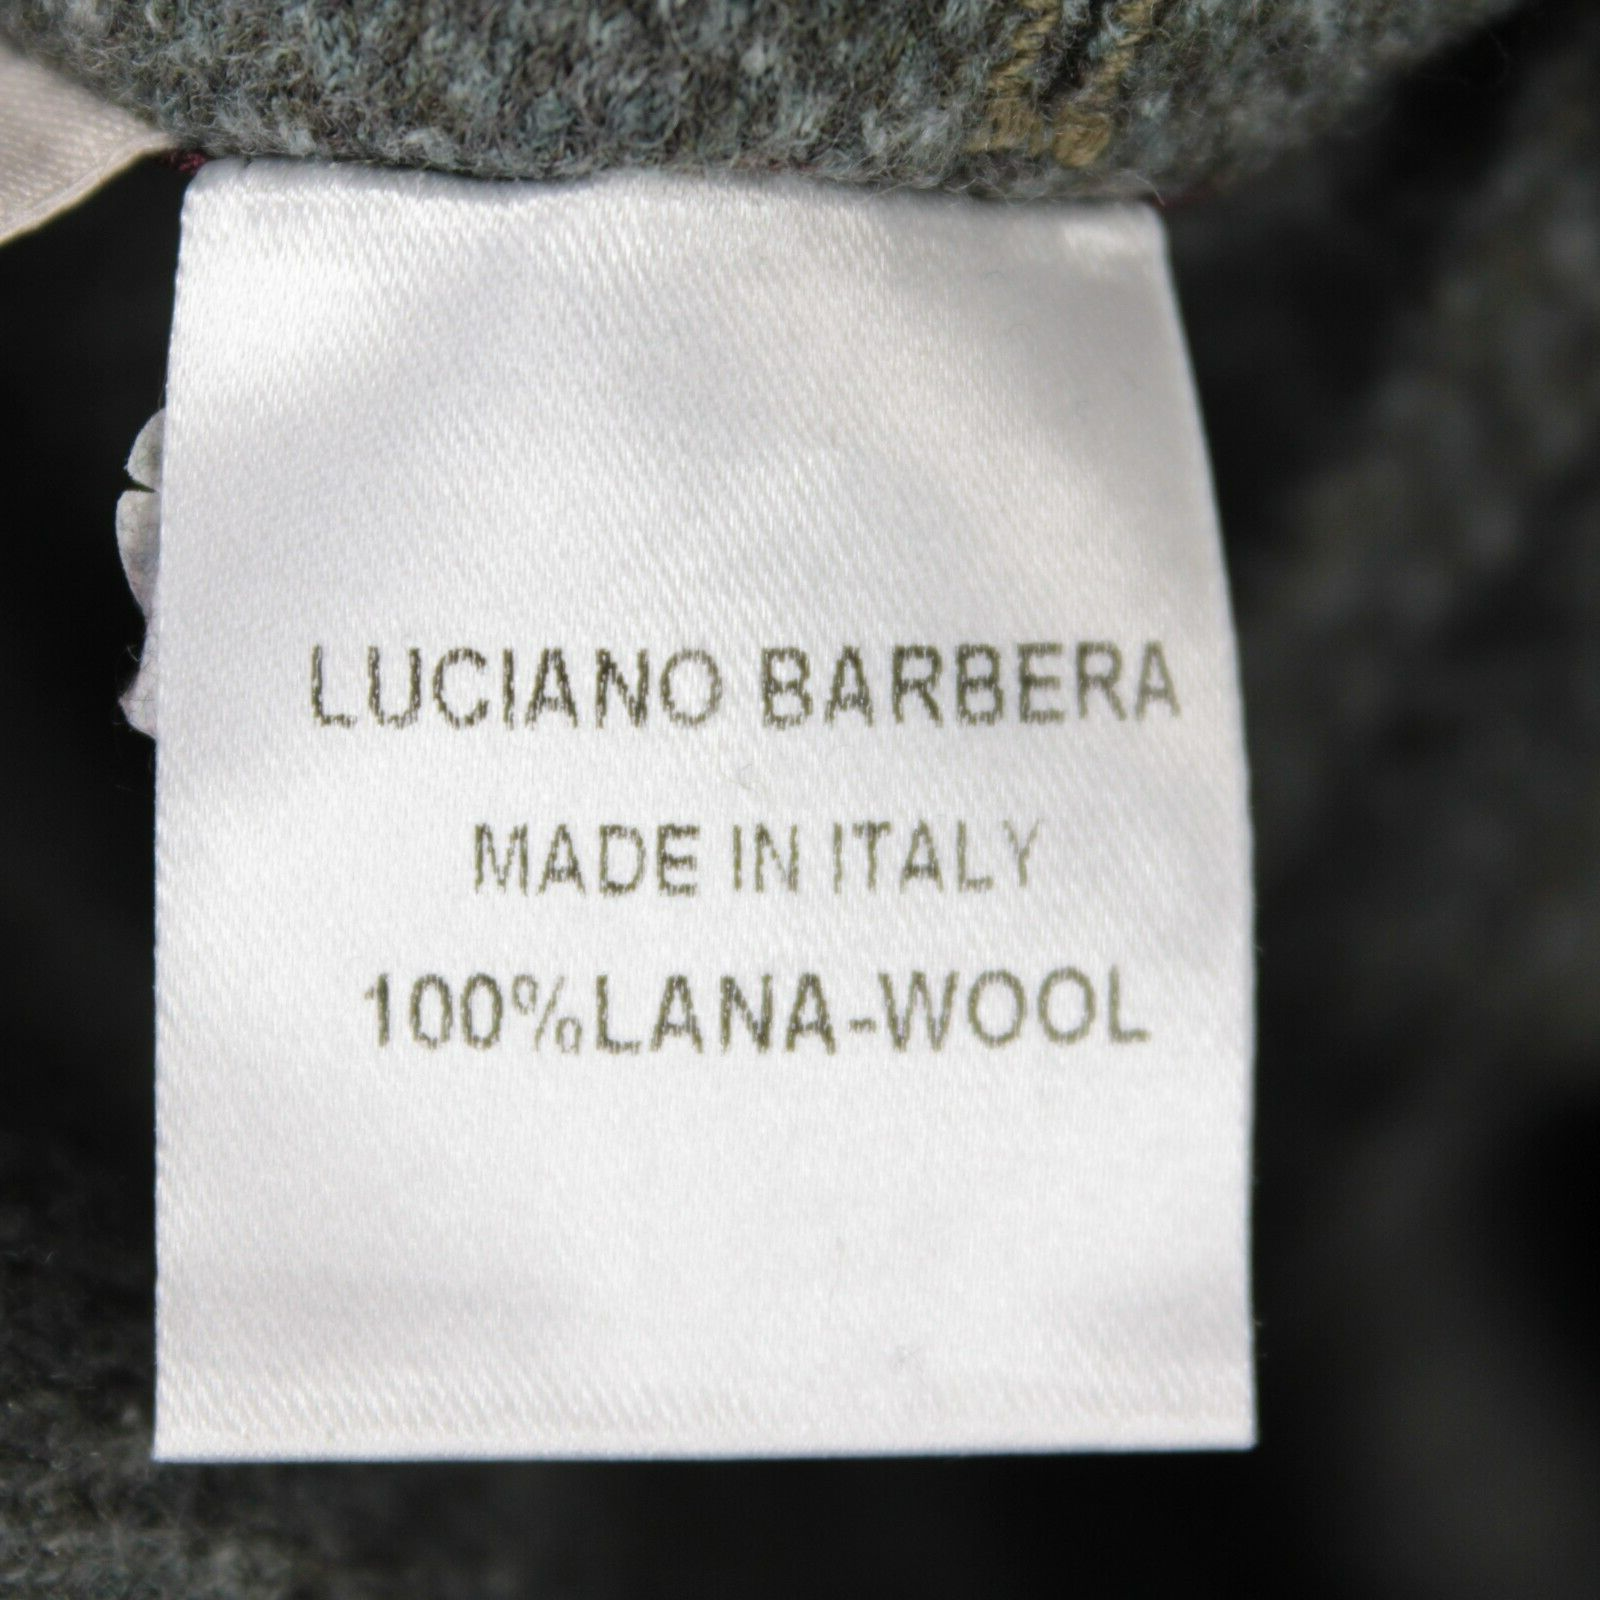 LUCIANO BARBERA
MADE IN ITALY
100%LANA-WOOL